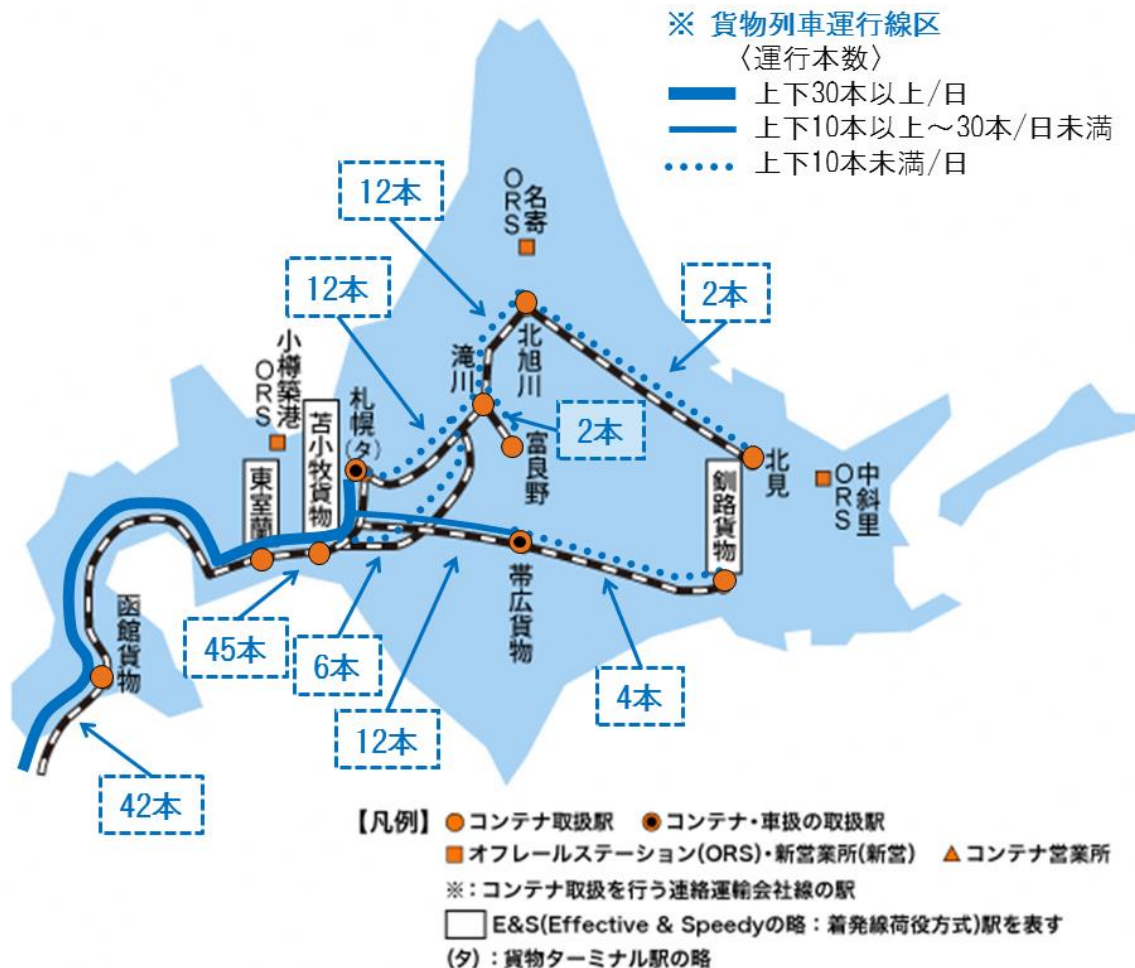 ※ 貨物列車運行線区
〈運行本数〉
上下30本以上/日
上下10本以上～30本/日未満
上下10本未満/日
12本
名寄
ORS
12本
2本
北旭川
小樽築港
ORS
滝川
札幌
(タ)
苫小牧貨物
2本
富良野
北見
中斜里
ORS
東室蘭
釧路貨物
帯広貨物
函館貨物
45本
6本
12本
4本
42本
【凡例】 コンテナ取扱駅 コンテナ・車扱の取扱駅
オフレールステーション(ORS)・新営業所(新営) コンテナ営業所
※：コンテナ取扱を行う連絡運輸会社線の駅
E&S(Effective & Speedyの略：着発線荷役方式)駅を表す
(タ)：貨物ターミナル駅の略